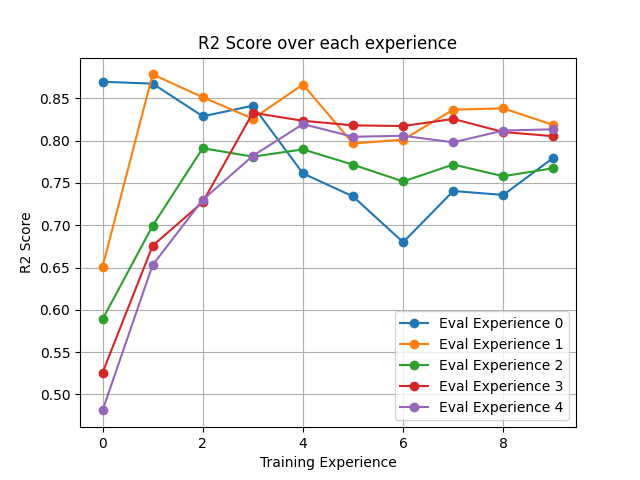 R2 Score over each experience
R2 Score
0.85
0.80
0.75
0.70
0.65
0.60
0.55
0.50
0
2
4
6
8
Training Experience
Eval Experience 0
Eval Experience 1
Eval Experience 2
Eval Experience 3
Eval Experience 4